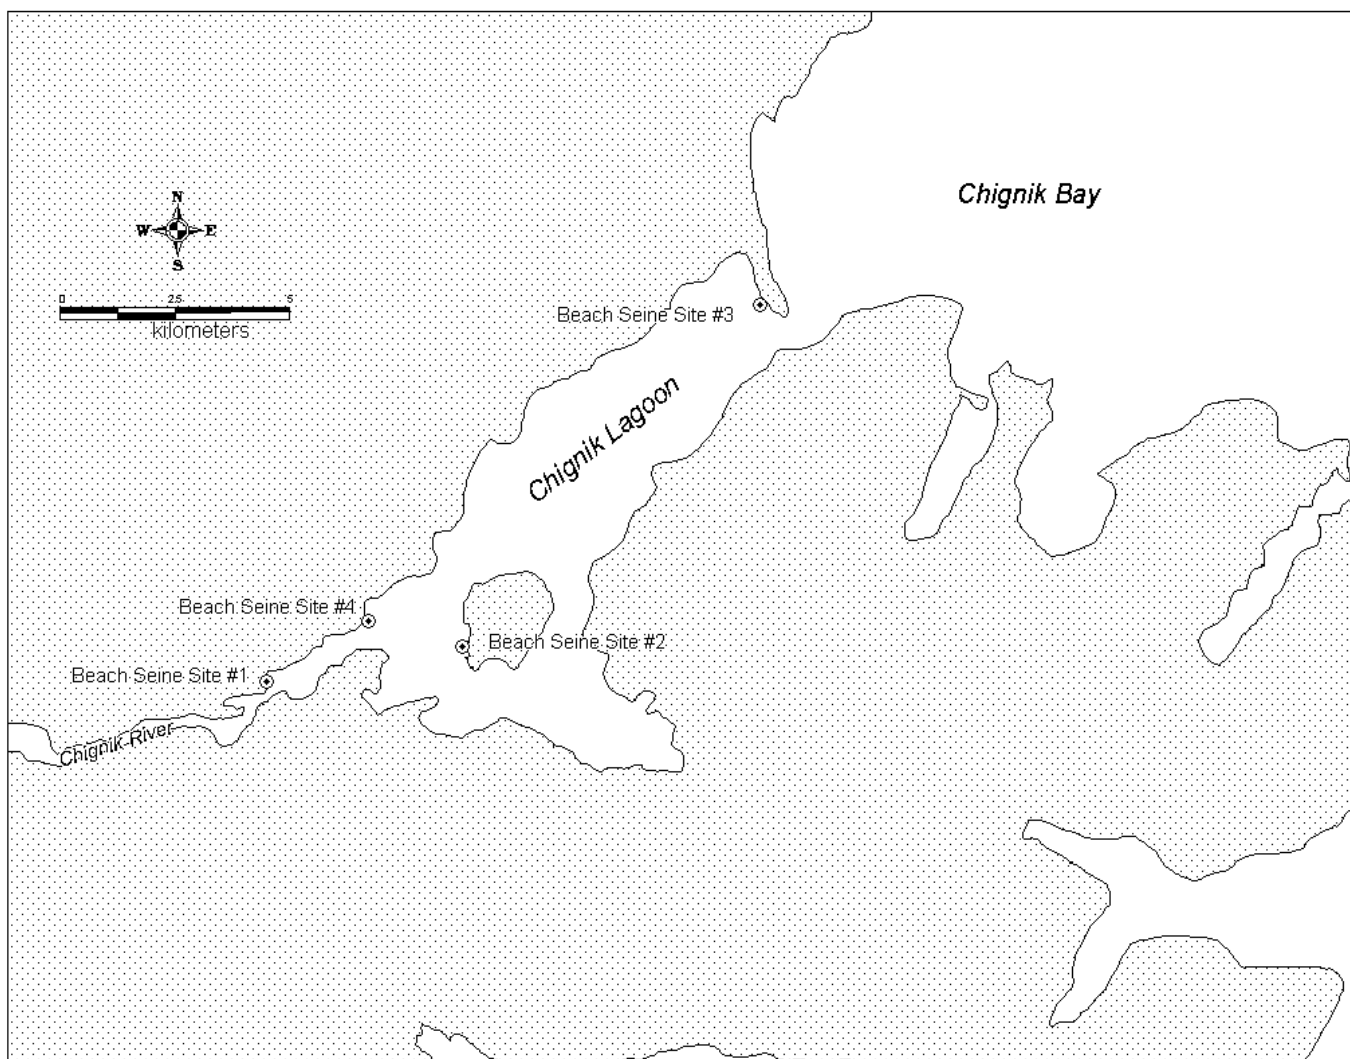 Chignik Bay
N
W E
S
0 2.5 5
kilometers
Beach Seine Site #3
Chignik Lagoon
Beach Seine Site #4
Beach Seine Site #2
Beach Seine Site #1
Chignik River